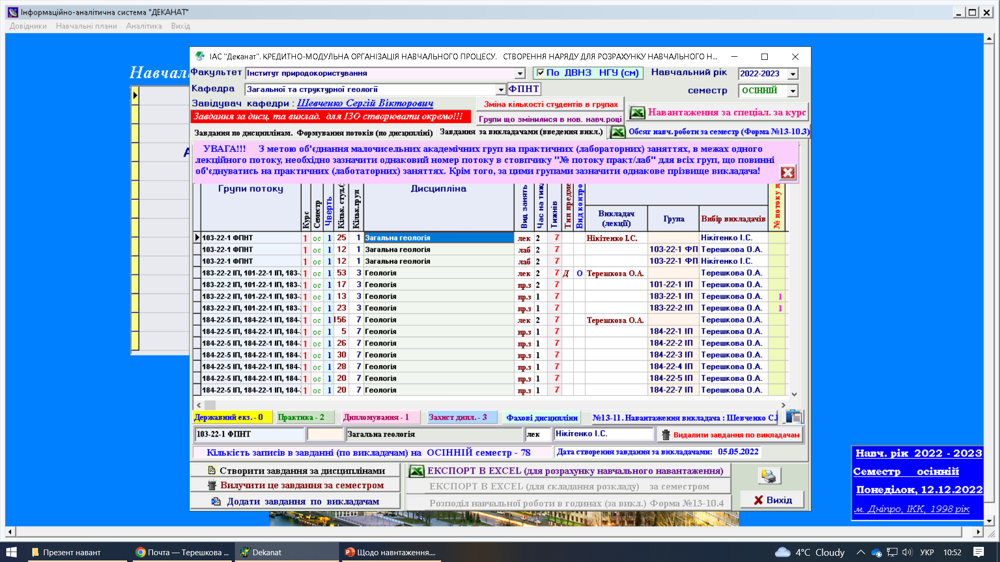 Інформаційно-аналітична система "ДЕКАНАТ"
Довідники Навчальні плани Аналітика Вихід
ІАС "Деканат". КРЕДИТНО-МОДУЛЬНА ОРГАНІЗАЦІЯ НАВЧАЛЬНОГО ПРОЦЕСУ. СТВОРЕННЯ НАРЯДУ ДЛЯ РОЗРАХУНКУ НАВЧАЛЬНОГО Н...
Факультет Інститут природокористування По ДВНЗ НГУ (см) Навчальний рік 2022-2023
Кафедра Загальної та структурної геології ФПНТ семестр ОСІННІЙ
Завідувач кафедри : Шевченко Сергій Вікторович
Зміна кількості студентів в групах
Навантаження за спеціал. за курс
Завдання за дисц. та виклад. для ІЗО створювати окремо!!!
Групи що змінилися в нов. навч.році
Завдання по дисциплінам. Формування потоків (по дисципліні) Завдання за викладачами (введення викл.) Обсяг навч. роботи за семестр (Форма №13-10.3)
УВАГА!!! З метою об'єднання малочисельних академічних груп на практичних (лабораторних) заняттях, в межах одного
лекційного потоку, необхідно зазначити однаковий номер потоку в стовпчику "№ потоку практ/лаб" для всіх груп, що повинні
об'єднуватись на практичних (лаботаторних) заняттях. Крім того, за цими групами зазначити однакове прізвище викладача!
Групи потоку Курс Семестр Чверть Кільк. студ.( Кільк.груп Дисципліна Вид занять Час на тижд Тижнів Тип предме Вид контро Викладач (лекції) Група Вибір викладачів № потоку п
103-22-1 ФПНТ 1 ос 1 25 1 Загальна геологія лек 2 7 Нікітенко І.С. Нікітенко І.С.
103-22-1 ФПНТ 1 ос 1 12 1 Загальна геологія лаб 2 7 103-22-1 ФП Терешкова О.А.
103-22-1 ФПНТ 1 ос 1 12 1 Загальна геологія лаб 2 7 103-22-1 ФП Нікітенко І.С.
183-22-2 ІП, 101-22-1 ІП, 183-: 1 ос 1 53 3 Геологія лек 2 7 Д О Терешкова О.А. Терешкова О.А.
183-22-2 ІП, 101-22-1 ІП, 183-: 1 ос 1 17 3 Геологія пр.з 2 7 101-22-1 ІП Терешкова О.А.
183-22-2 ІП, 101-22-1 ІП, 183-: 1 ос 1 13 3 Геологія пр.з 1 7 183-22-1 ІП Терешкова О.А. 1
183-22-2 ІП, 101-22-1 ІП, 183-: 1 ос 1 23 3 Геологія пр.з 1 7 183-22-2 ІП Терешкова О.А. 1
184-22-5 ІП, 184-22-1 ІП, 184-: 1 ос 1 156 7 Геологія лек 2 7 Терешкова О.А. Терешкова О.А.
184-22-5 ІП, 184-22-1 ІП, 184-: 1 ос 1 5 7 Геологія пр.з 1 7 184-22-1 ІП Терешкова О.А.
184-22-5 ІП, 184-22-1 ІП, 184-: 1 ос 1 26 7 Геологія пр.з 1 7 184-22-2 ІП Терешкова О.А.
184-22-5 ІП, 184-22-1 ІП, 184-: 1 ос 1 30 7 Геологія пр.з 1 7 184-22-3 ІП Терешкова О.А.
184-22-5 ІП, 184-22-1 ІП, 184-: 1 ос 1 28 7 Геологія пр.з 1 7 184-22-4 ІП Терешкова О.А.
184-22-5 ІП, 184-22-1 ІП, 184-: 1 ос 1 20 7 Геологія пр.з 1 7 184-22-5 ІП Терешкова О.А.
184-22-5 ІП, 184-22-1 ІП, 184-: 1 ос 1 20 7 Геологія пр.з 1 7 184-22-7 ІП Терешкова О.А.
Державний екз. - 0 Практика - 2 Дипломування - 1 Захист дипл. - 3 Фахові дисципліни №13-11. Навантаження викладача : Шевченко С.І
103-22-1 ФПНТ Загальна геологія лек Нікітенко І.С. Видалити завдання по викладачам
Кількість записів в завданні (по викладачам) на ОСІННІЙ семестр - 78 Дата створення завдання за викладачами: 05.05.2022
Створити завдання за дисциплінами
ЕКСПОРТ В EXCEL (для розрахунку навчального навантаження)
Вилучити це завдання за семестром
ЕКСПОРТ В EXCEL (для складання розкладу) за семестром
Додати завдання по викладачам
Розподіл навчальної роботи в годинах (за викл.) Форма №13-10.4
Вихід
Навч. рік 2022 - 2023
Семестр осінній
Понеділок, 12.12.2022
м. Дніпро, ІКК, 1998 рік
Презент навант Почта — Терешкова ... Dekanat Щодо навнтаження.... 4°C Cloudy УКР 10:52